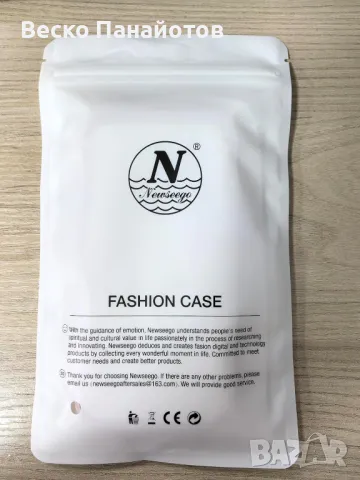 Веско Панайотов
N
®
Newseego
FASHION CASE
With the guidance of emotion, Newseego understands people's need of
spiritual and cultural value in life passionately in the process of researching
and innovating. Newseego deduces and creates fasion digital and technology
products by collecting every wonderful moment in life. Committed to meet
customer needs and create better products.
Thank you for choosing Newseego. If there are any other problems, please
email us (newseegoaftersales@163.com). We will provide good service.
CE
BAZAR
bg